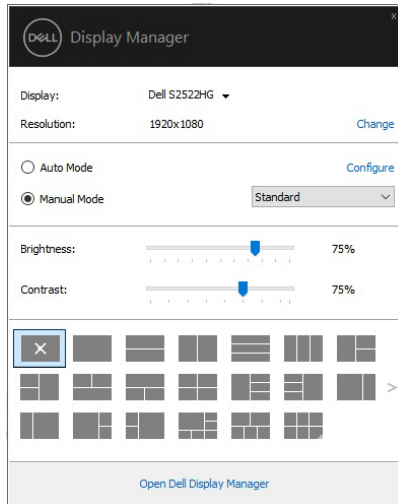 x
DELL Display Manager
Display: Dell S2522HG
Resolution: 1920x1080 Change
Auto Mode Configure
Manual Mode Standard
Brightness: 75%
Contrast: 75%
>
Open Dell Display Manager